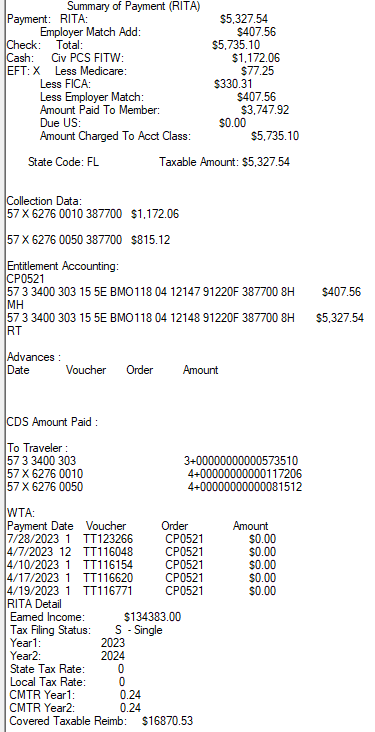 Summary of Payment (RITA)
Payment: RITA: $5,327.54
Employer Match Add: $407.56
Check: Total: $5,735.10
Cash: Civ PCS FITW: $1,172.06
EFT: X Less Medicare: $77.25
Less FICA: $330.31
Less Employer Match: $407.56
Amount Paid To Member: $3,747.92
Due US: $0.00
Amount Charged To Acct Class: $5,735.10
State Code: FL Taxable Amount: $5,327.54
Collection Data:
57 X 6276 0010 387700 $1,172.06
57 X 6276 0050 387700 $815.12
Entitlement Accounting:
CP0521
57 3 3400 303 15 5E BMO118 04 12147 91220F 387700 8H $407.56
MH
57 3 3400 303 15 5E BMO118 04 12148 91220F 387700 8H $5,327.54
RT
Advances :
Date Voucher Order Amount
CDS Amount Paid :
To Traveler :
57 3 3400 303 3+00000000000573510
57 X 6276 0010 4+00000000000117206
57 X 6276 0050 4+00000000000081512
WTA:
Payment Date Voucher Order Amount
7/28/2023 1 TT123266 CP0521 $0.00
4/7/2023 12 TT116048 CP0521 $0.00
4/10/2023 1 TT116154 CP0521 $0.00
4/17/2023 1 TT116620 CP0521 $0.00
4/19/2023 1 TT116771 CP0521 $0.00
RITA Detail
Earned Income: $134383.00
Tax Filing Status: S - Single
Year1: 2023
Year2: 2024
State Tax Rate: 0
Local Tax Rate: 0
CMTR Year1: 0.24
CMTR Year2: 0.24
Covered Taxable Reimb: $16870.53